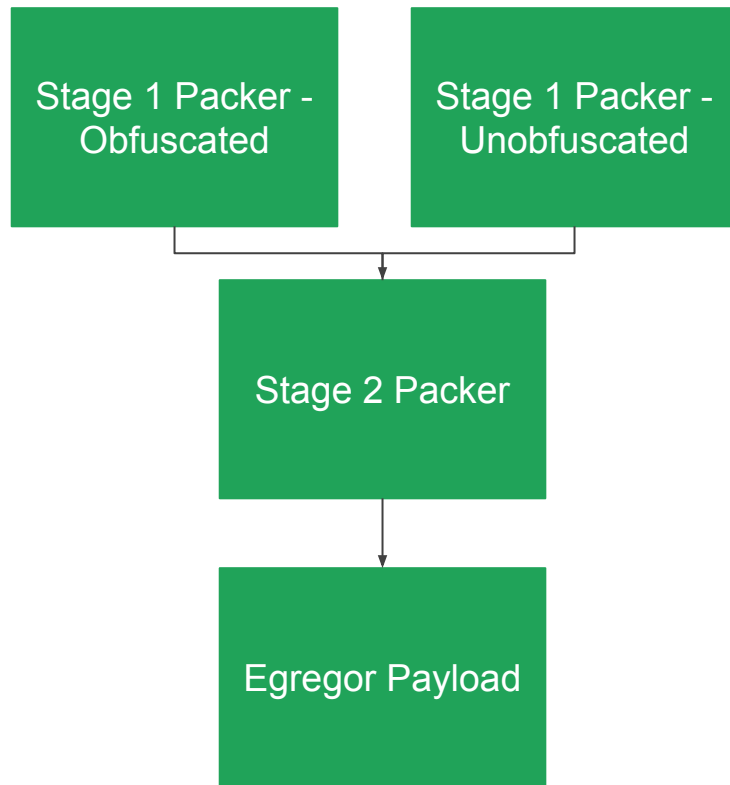 Stage 1 Packer -
Obfuscated
Stage 1 Packer -
Unobfuscated
Stage 2 Packer
Egregor Payload